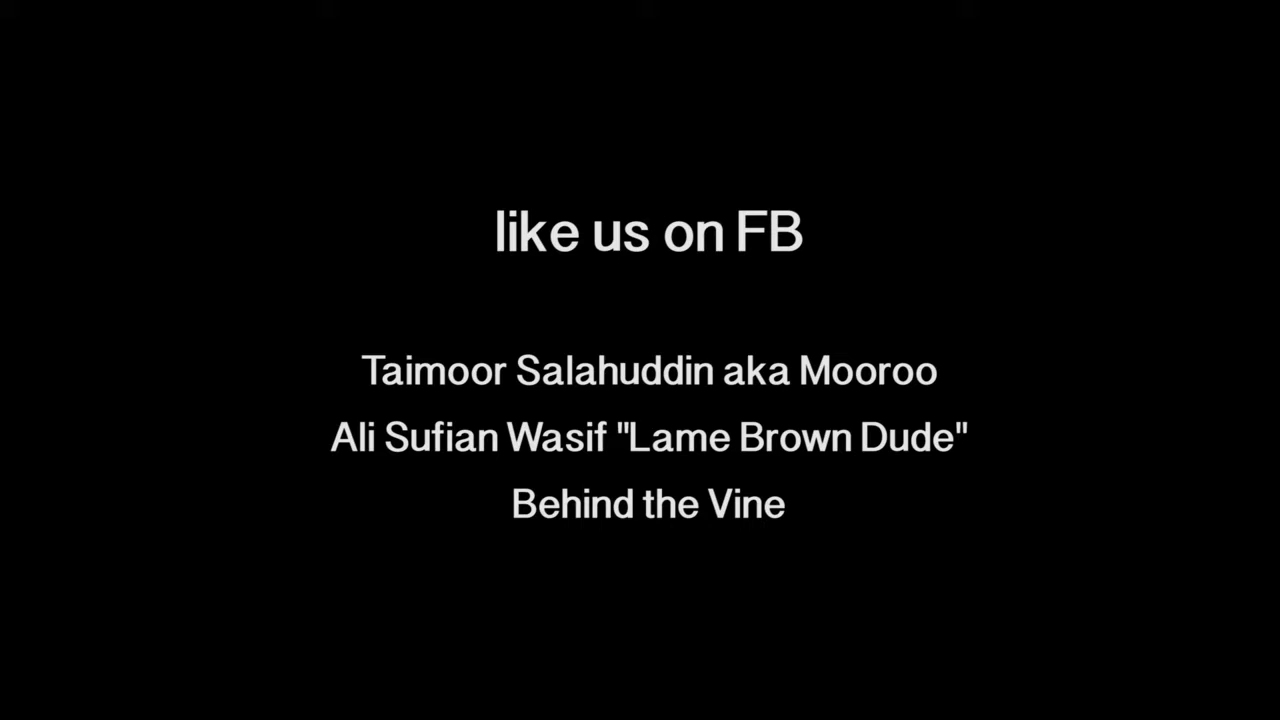 like us on FB
Taimoor Salahuddin aka Mooroo
Ali Sufian Wasif "Lame Brown Dude"
Behind the Vine